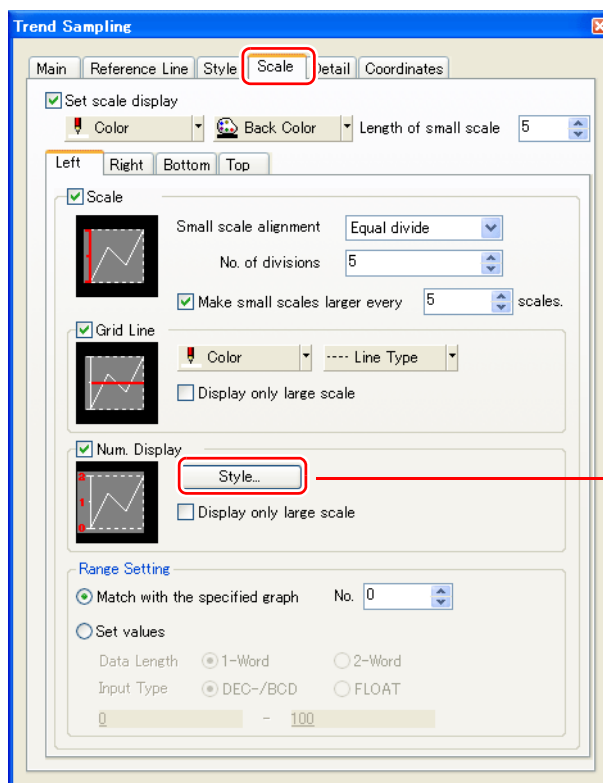 Trend Sampling
Main Reference Line Style Scale Detail Coordinates
Set scale display
Color Back Color Length of small scale 5
Left Right Bottom Top
Scale
Small scale alignment Equal divide
No. of divisions 5
Make small scales larger every 5 scales.
Grid Line
Color ---- Line Type
Display only large scale
Num. Display
2
1
0
Style...
Display only large scale
Range Setting
Match with the specified graph No. 0
Set values
Data Length 1-Word 2-Word
Input Type DEC-/BCD FLOAT
0 - 100